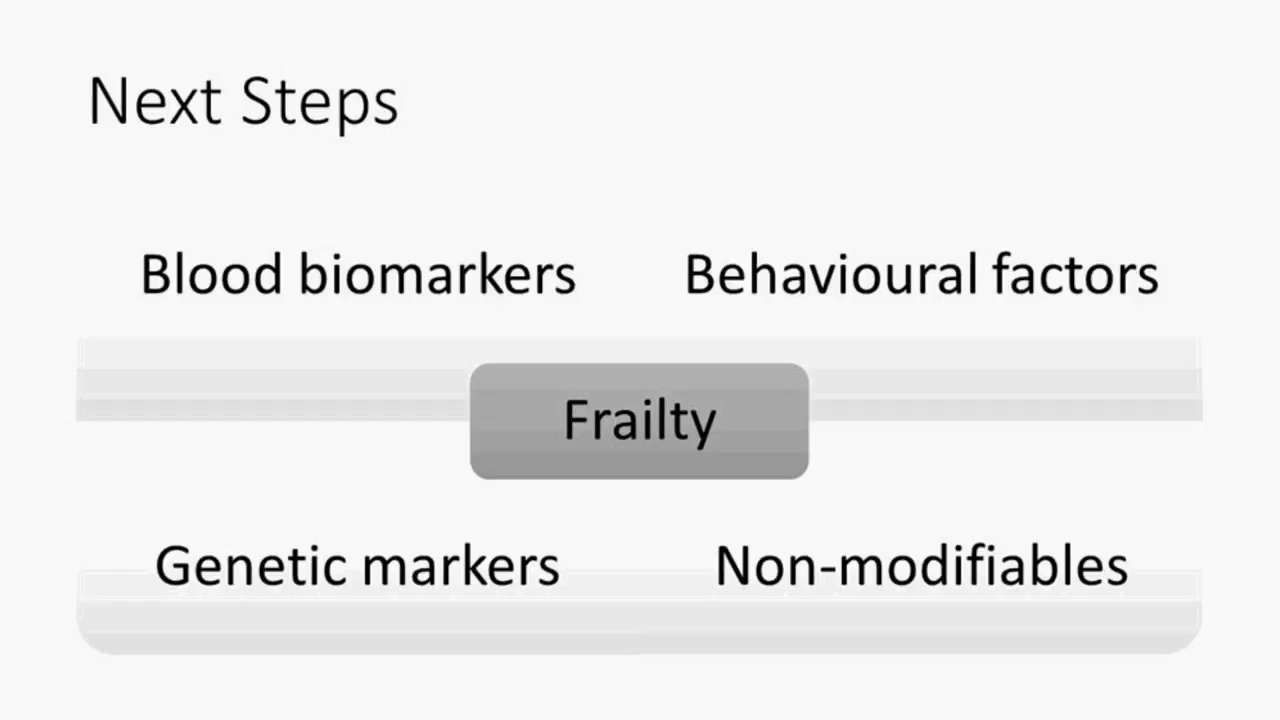 Next Steps
Blood biomarkers
Behavioural factors
Frailty
Genetic markers
Non-modifiables